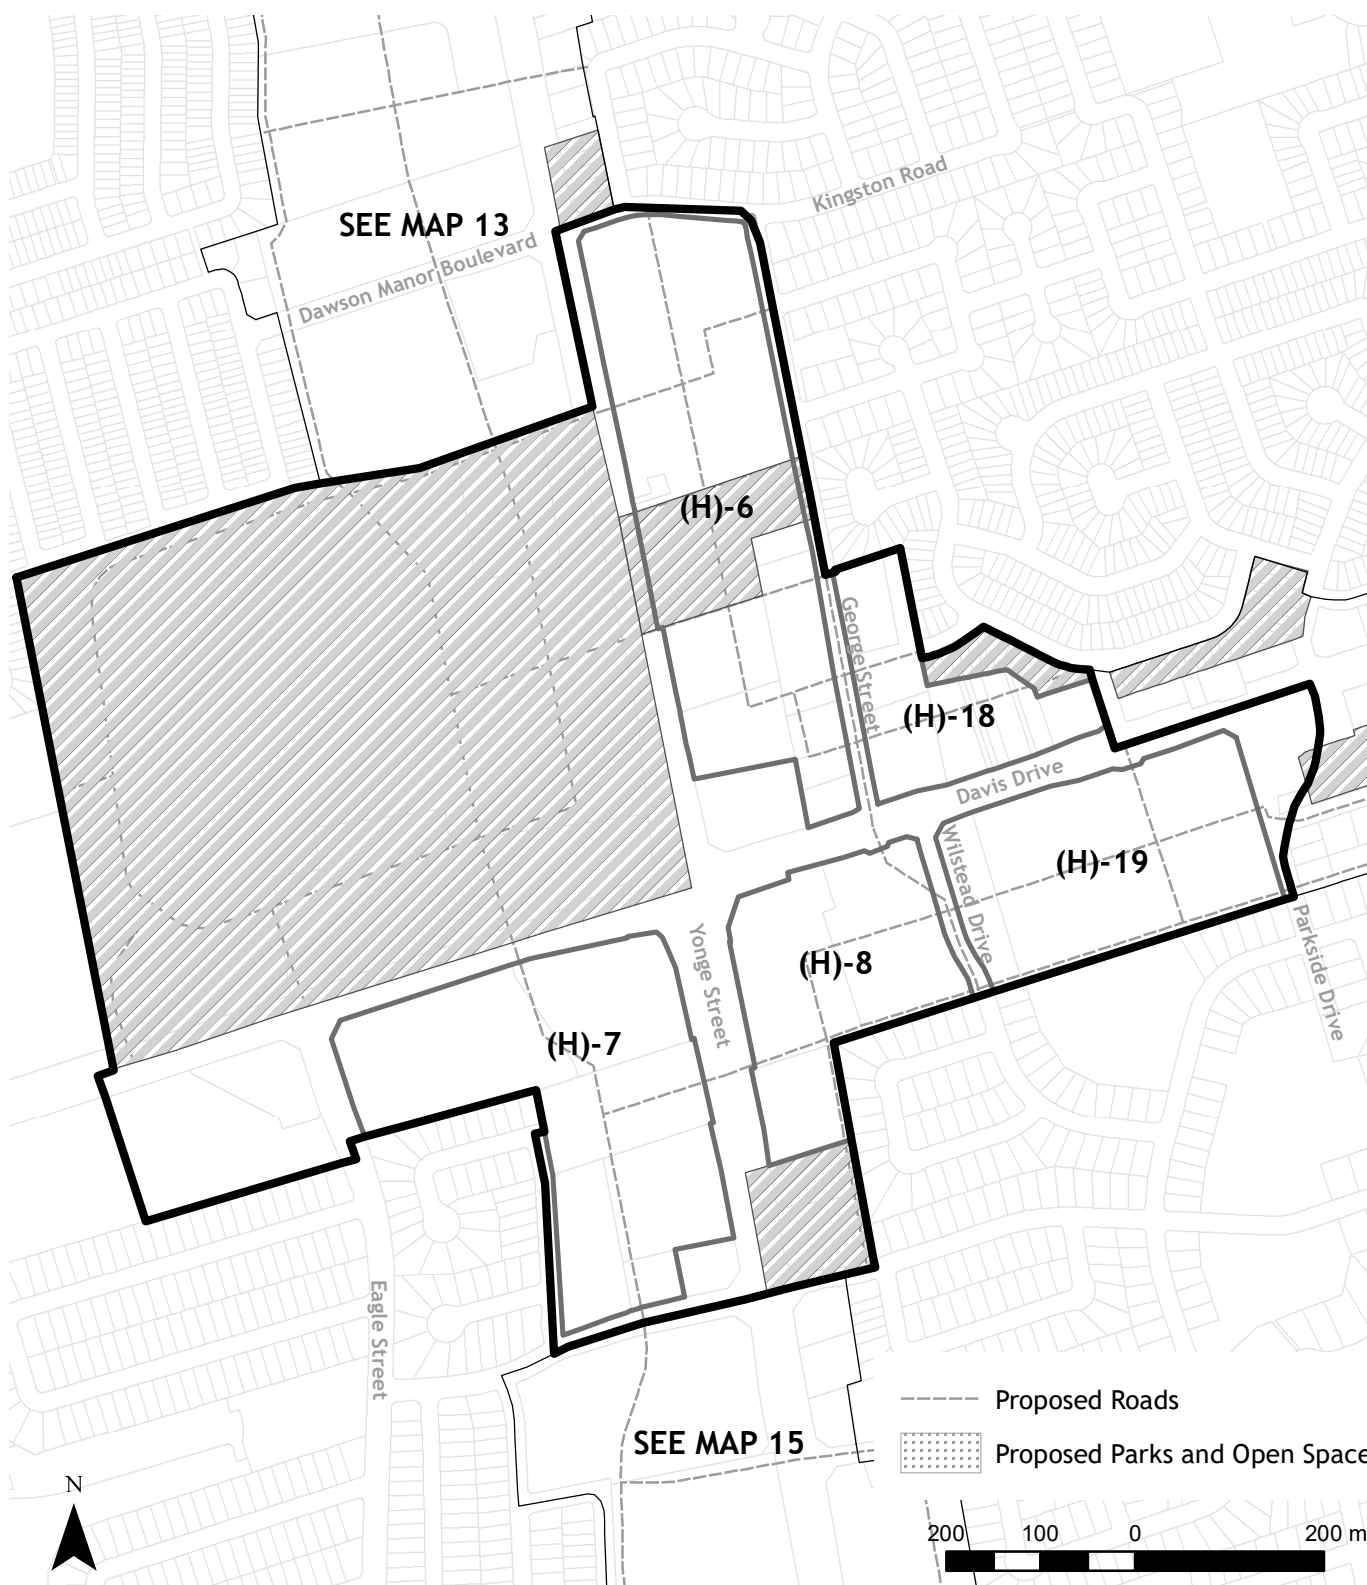 Kingston Road
SEE MAP 13
Dawson Manor Boulevard
(H)-6
George Street
(H)-18
Davis Drive
Wilstead Drive
(H)-19
Parkside Drive
Yonge Street
(H)-8
(H)-7
Eagle Street
SEE MAP 15
Proposed Roads
Proposed Parks and Open Space
N
200 100 0 200 m